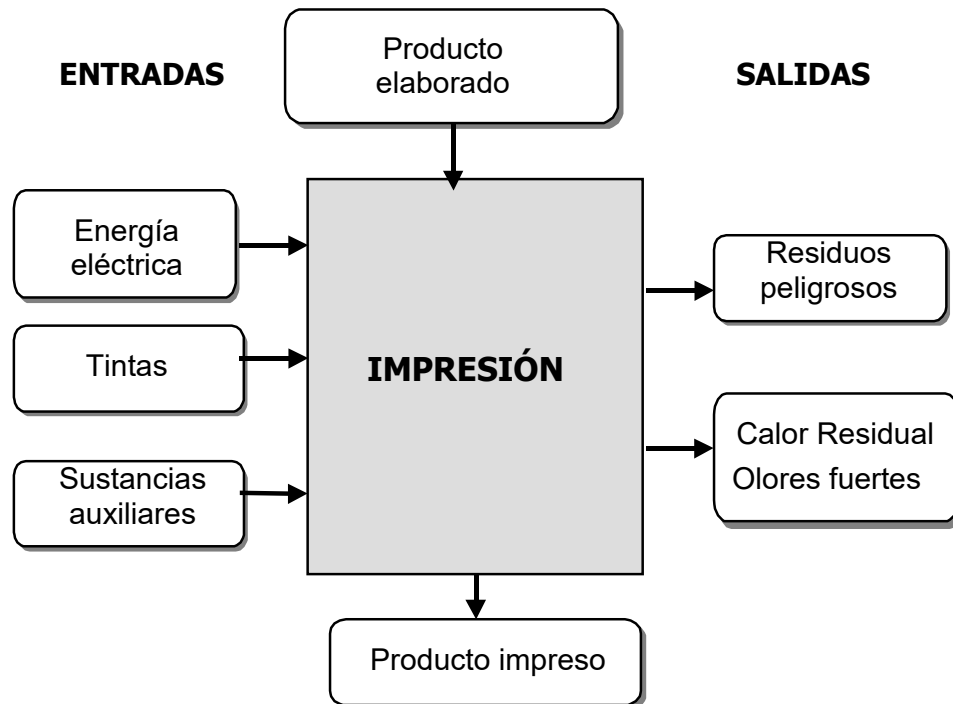 Producto
elaborado
ENTRADAS
SALIDAS
Energía
eléctrica
Tintas
Sustancias
auxiliares
IMPRESIÓN
Residuos
peligrosos
Calor Residual
Olores fuertes
Producto impreso